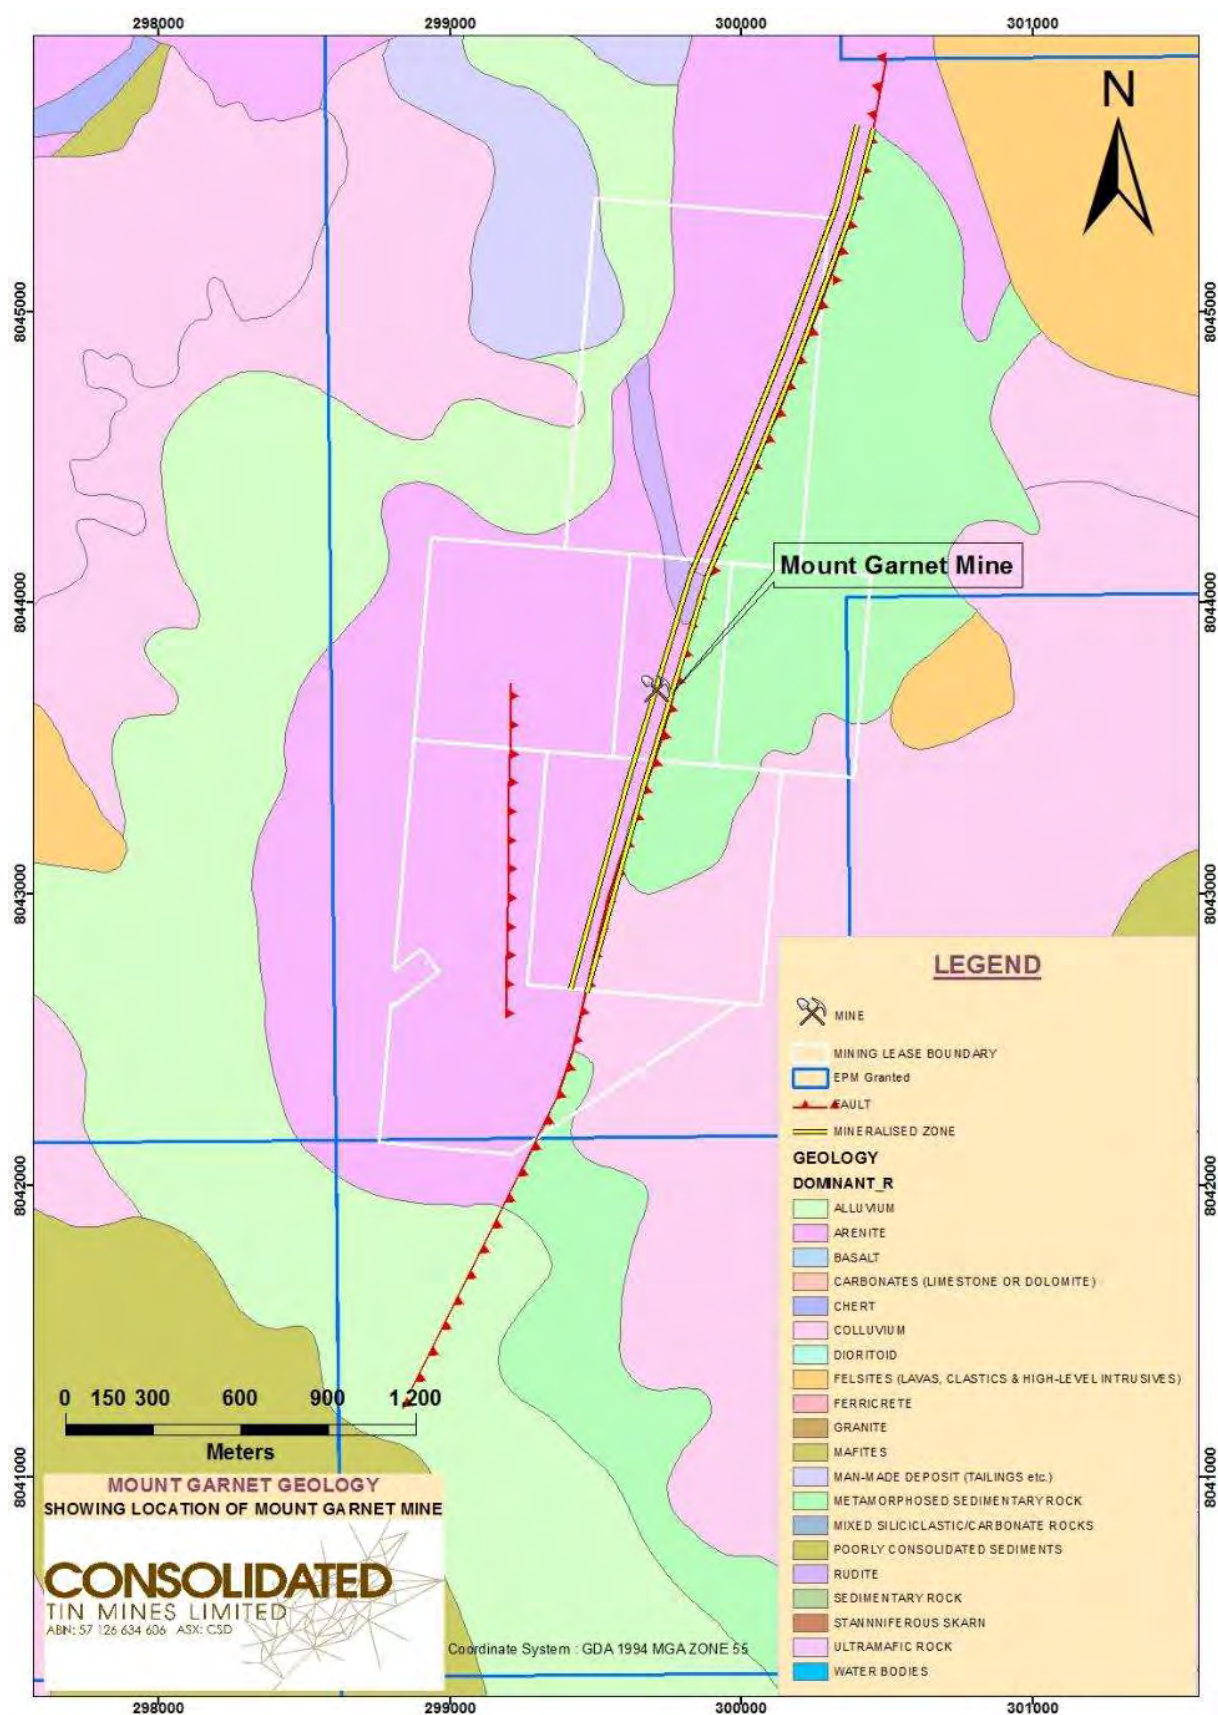 298000 299000 300000 301000
N
8045000 8045000
Mount Garnet Mine
8044000 8044000
8043000 8043000
LEGEND
MINE
MINING LEASE BOUNDARY
EPM Granted
FAULT
MINERALISED ZONE
GEOLOGY
DOMINANT_R
8042000 8042000
ALLUVIUM
ARENITE
BASALT
CARBONATES (LIMESTONE OR DOLOMITE)
CHERT
COLLUVIUM
DIORITOID
FELSITES (LAVAS, CLASTICS & HIGH-LEVEL INTRUSIVES)
FERRICRETE
GRANITE
MAFITES
MAN-MADE DEPOSIT (TAILINGS etc.)
METAMORPHOSED SEDIMENTARY ROCK
MIXED SILICICLASTIC/CARBONATE ROCKS
POORLY CONSOLIDATED SEDIMENTS
RUDITE
SEDIMENTARY ROCK
STANNNIFEROUS SKARN
ULTRAMAFIC ROCK
WATER BODIES
0 150 300 600 900 1,200
Meters
8041000 8041000
MOUNT GARNET GEOLOGY
SHOWING LOCATION OF MOUNT GARNET MINE
CONSOLIDATED
TIN MINES LIMITED
ABN: 57 126 634 606 ASX: CSD
Coordinate System : GDA 1994 MGA ZONE 55
298000 299000 300000 301000